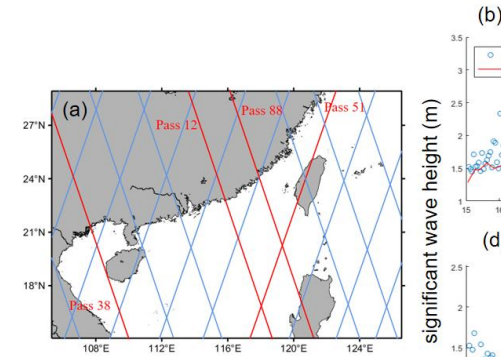 (b)
(a)
Pass 12
Pass 88
Pass 51
Pass 38
27°N
24°N
21°N
18°N
108°E
112°E
116°E
120°E
124°E
significant wave height (m)
3.5
3
2.5
2
1.5
1
15
(d
2.5
2
1.5